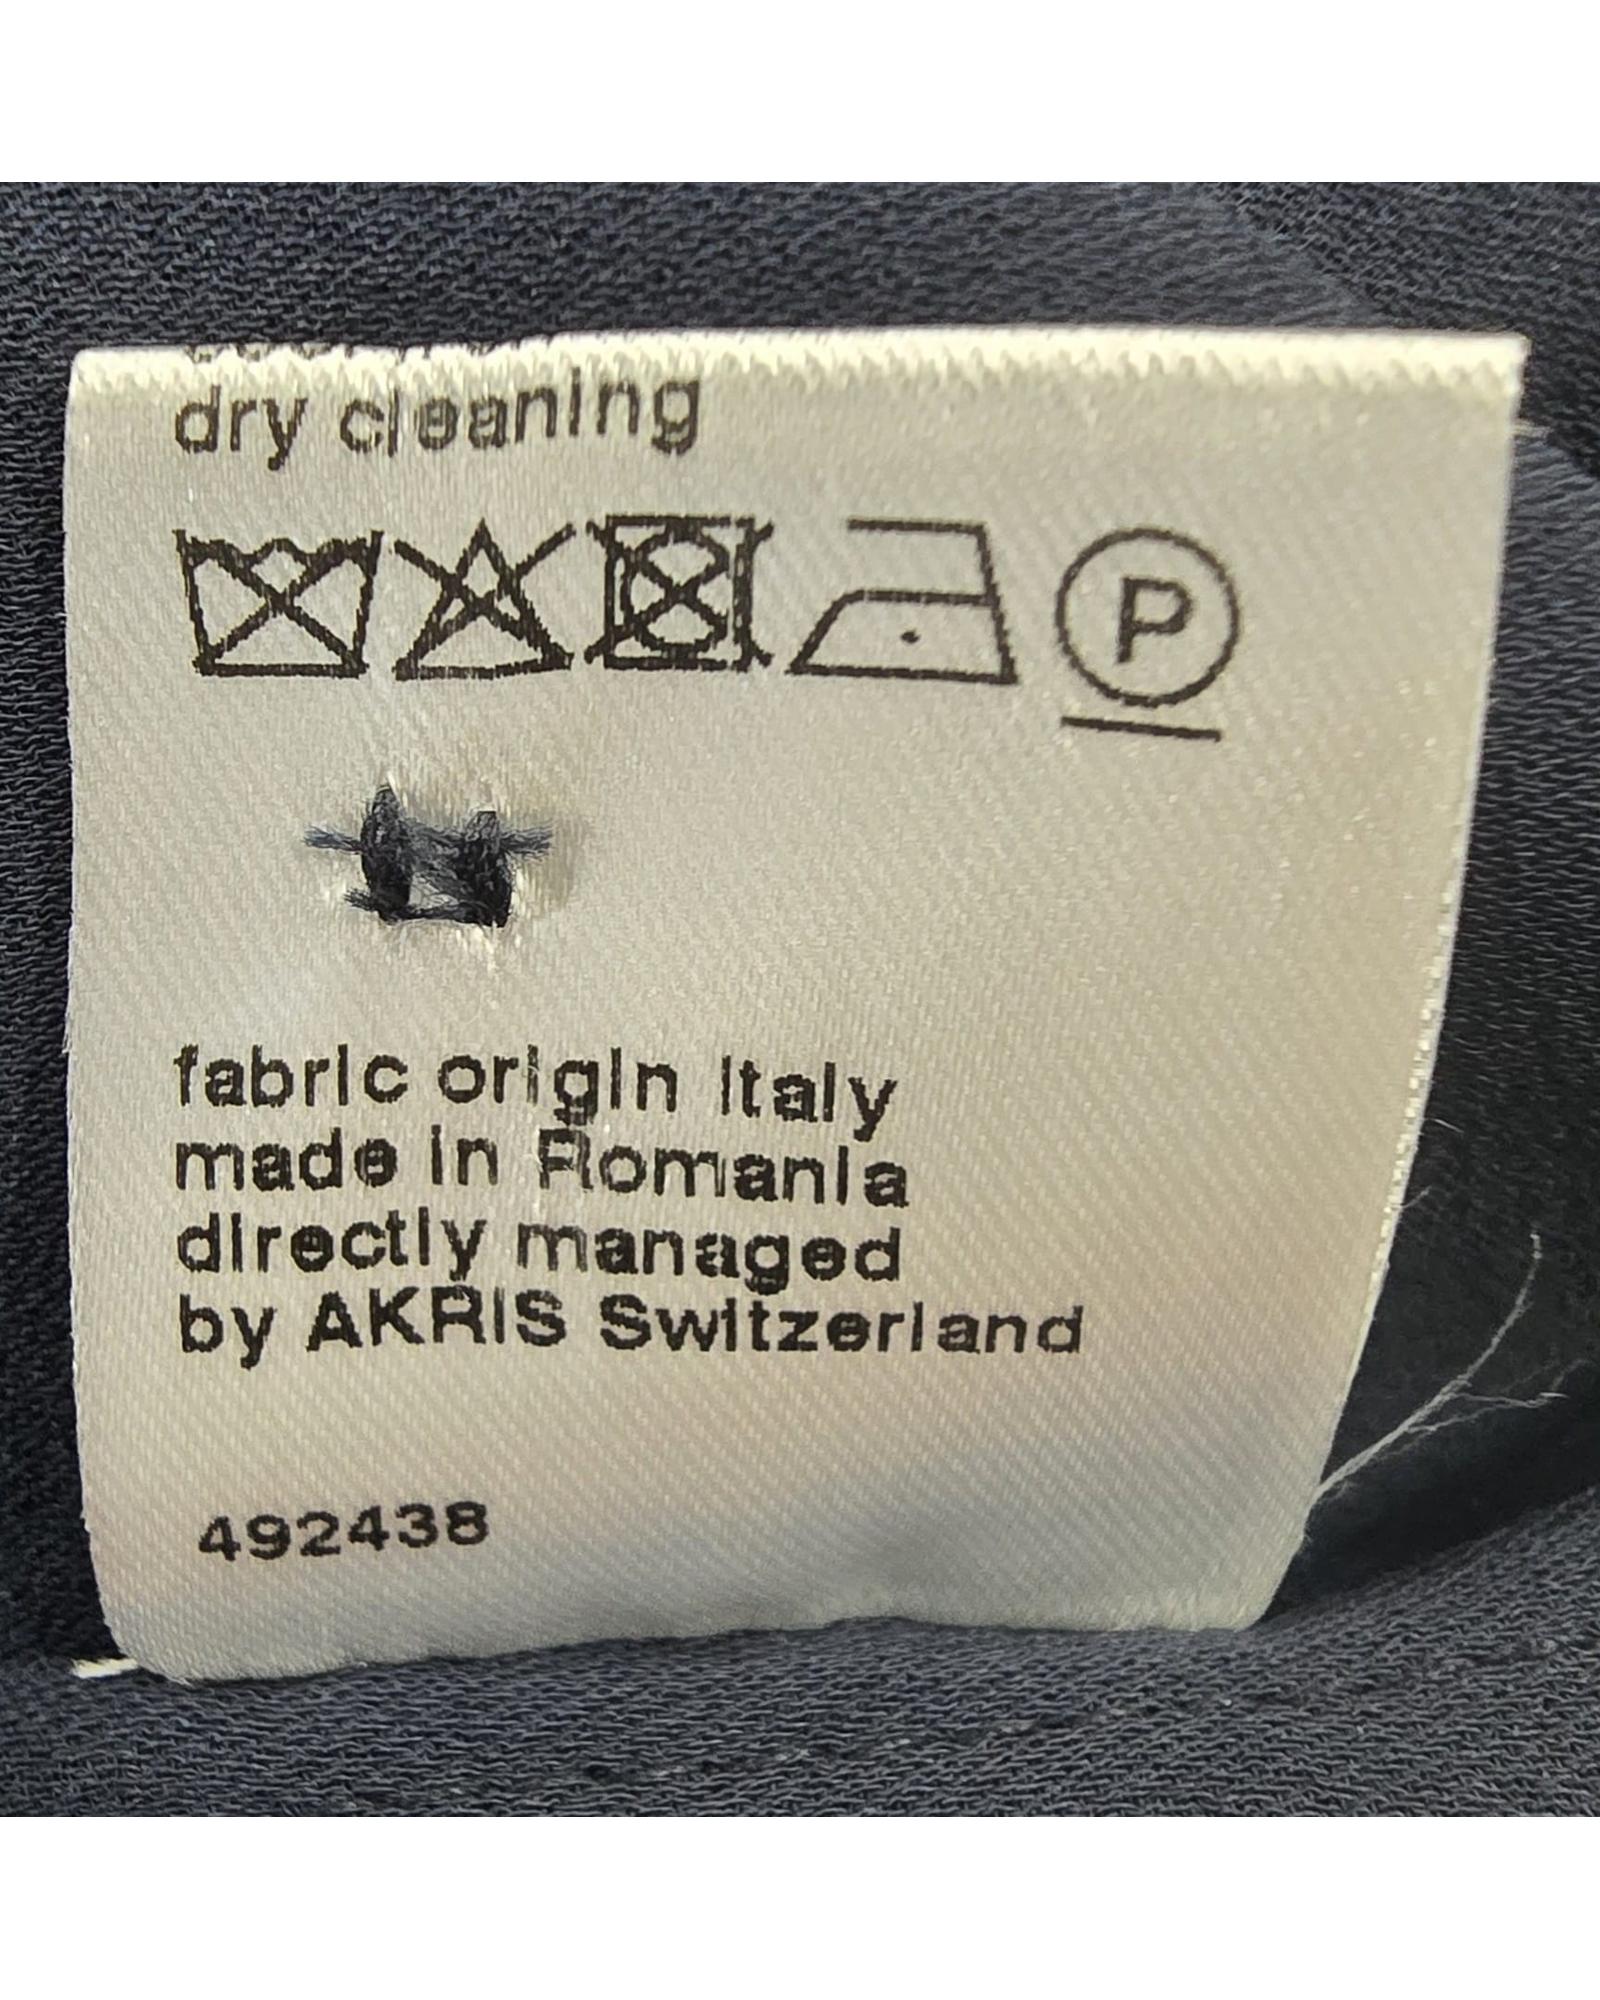 dry cleaning
P
fabric origin Italy
made in Romania
directly managed
by AKRIS Switzerland
492438